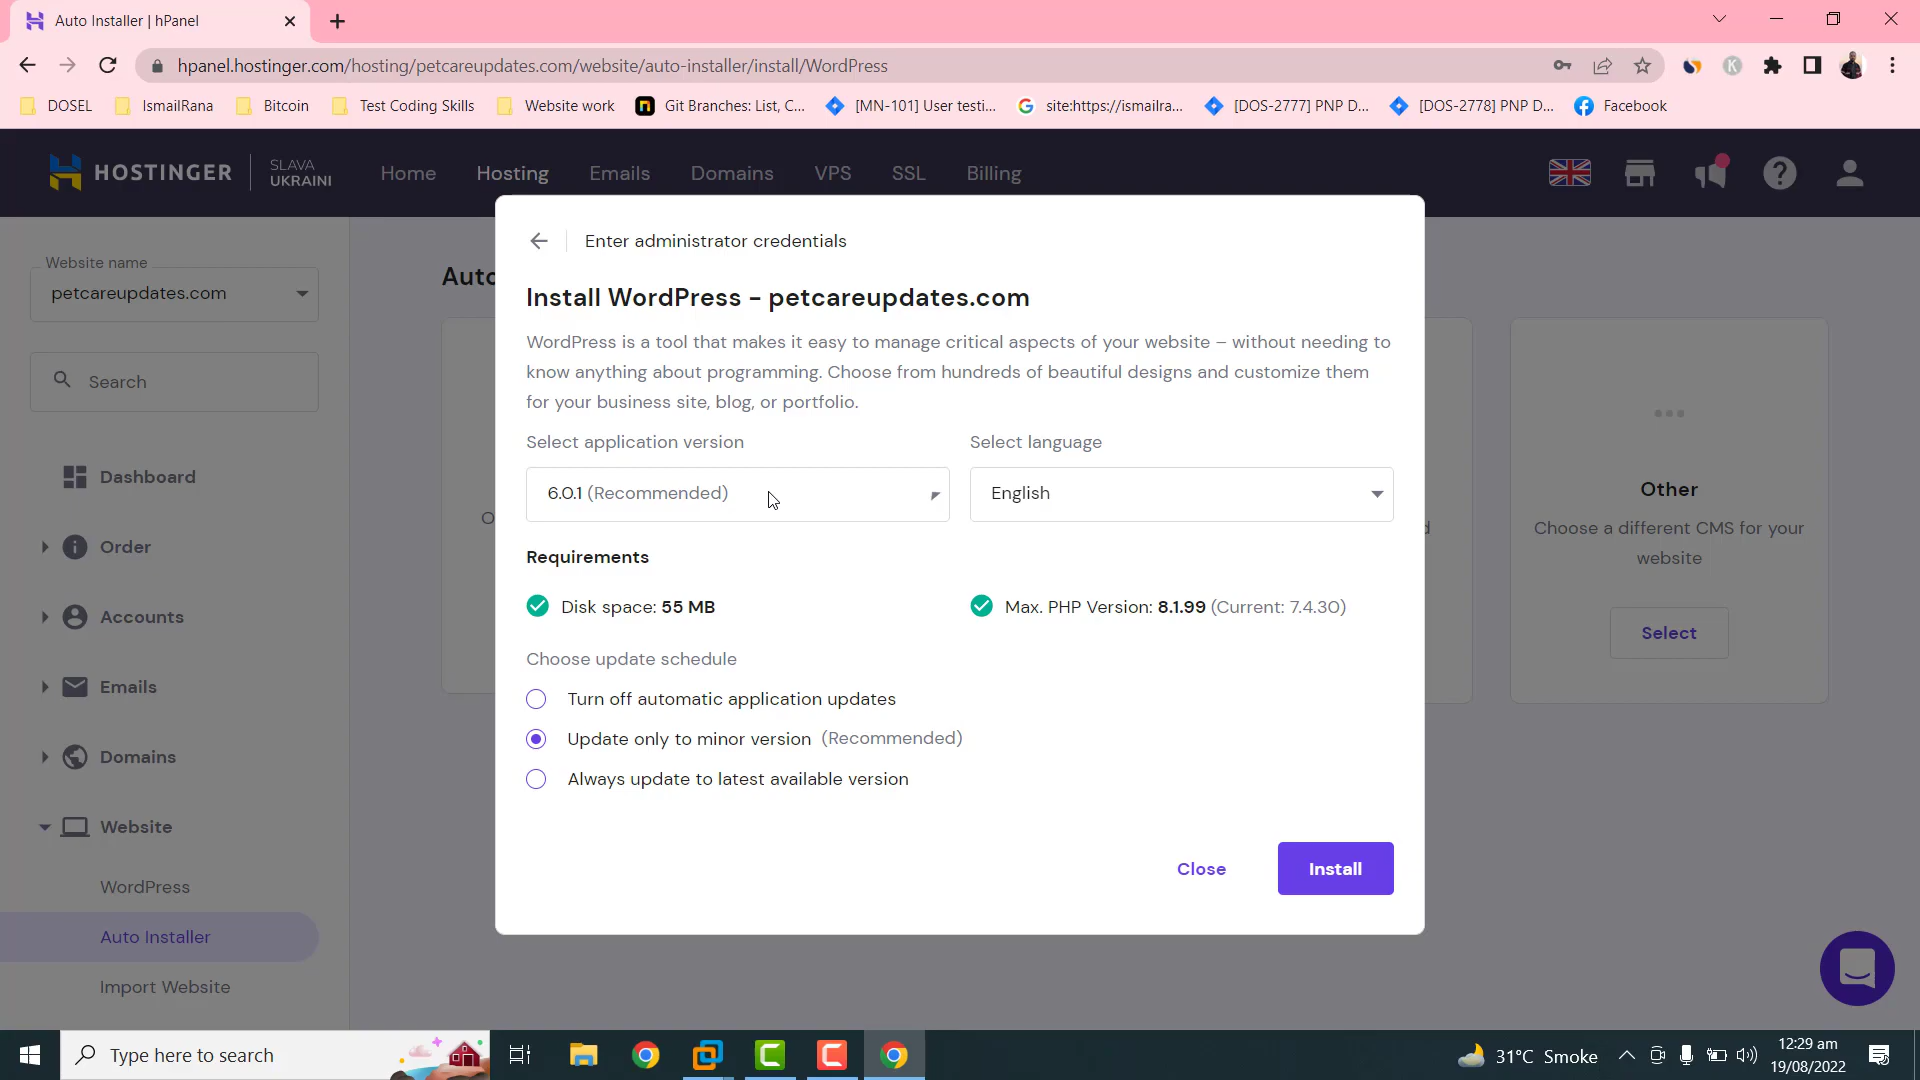 Auto Installer | hPanel
hpanel.hostinger.com/hosting/petcareupdates.com/website/auto-installer/install/WordPress
DOSEL IsmailRana Bitcoin Test Coding Skills Website work Git Branches: List, C... [MN-101] User testi... site:https://ismailra... [DOS-2777] PNP D... [DOS-2778] PNP D... Facebook
HOSTINGER SLAVA UKRAINI Home Hosting Emails Domains VPS SSL Billing
Website name
petcareupdates.com
Search
Dashboard
Order
Accounts
Emails
Domains
Website
WordPress
Auto Installer
Import Website
Auto
Enter administrator credentials
Install WordPress - petcareupdates.com
WordPress is a tool that makes it easy to manage critical aspects of your website – without needing to
know anything about programming. Choose from hundreds of beautiful designs and customize them
for your business site, blog, or portfolio.
Select application version Select language
6.0.1 (Recommended) English
Requirements
Disk space: 55 MB Max. PHP Version: 8.1.99 (Current: 7.4.30)
Choose update schedule
Turn off automatic application updates
Update only to minor version (Recommended)
Always update to latest available version
Close Install
Other
Choose a different CMS for your
website
Select
Type here to search
31°C Smoke
12:29 am
19/08/2022